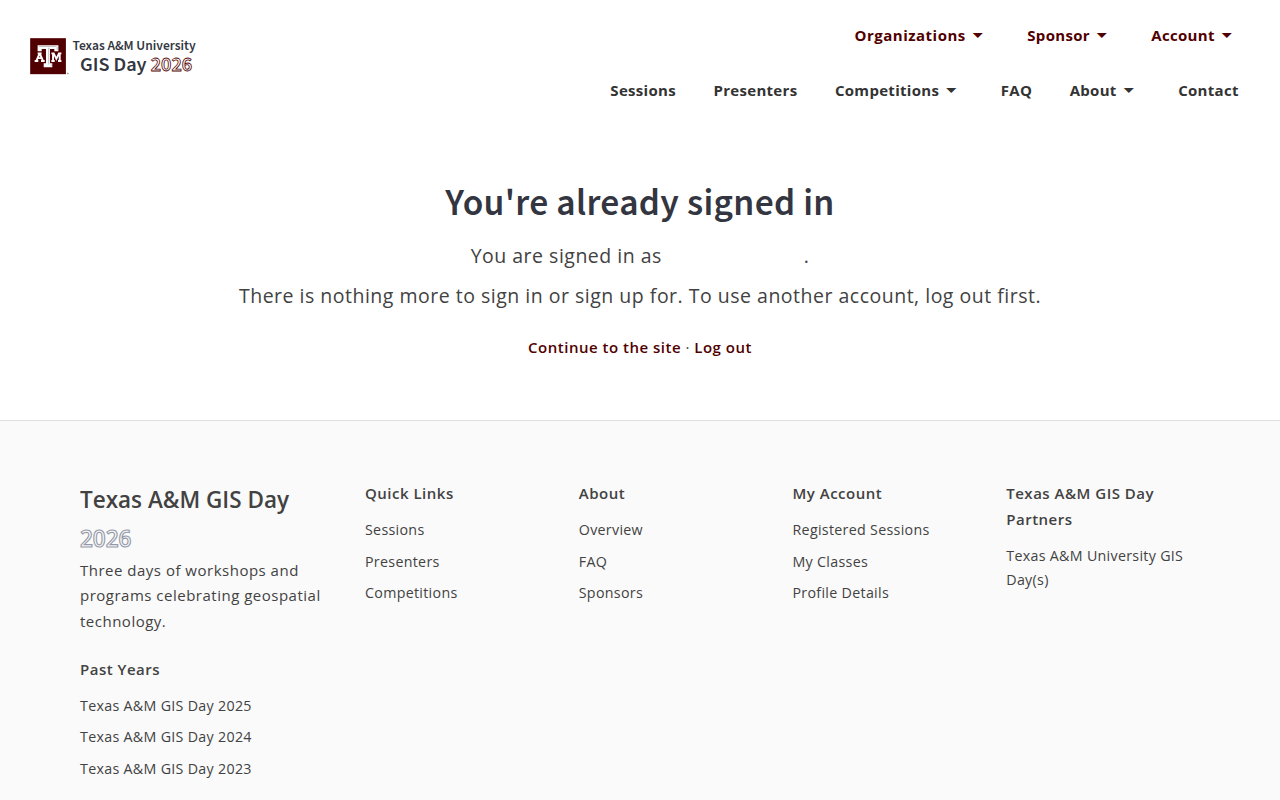 Texas A&M University
GIS Day 2026
Organizations
Sponsor
Account
Sessions
Presenters
Competitions
FAQ
About
Contact
You're already signed in
You are signed in as .
There is nothing more to sign in or sign up for. To use another account, log out first.
Continue to the site · Log out
Texas A&M GIS Day
2026
Three days of workshops and
programs celebrating geospatial
technology.
Past Years
Texas A&M GIS Day 2025
Texas A&M GIS Day 2024
Texas A&M GIS Day 2023
Quick Links
Sessions
Presenters
Competitions
About
Overview
FAQ
Sponsors
My Account
Registered Sessions
My Classes
Profile Details
Texas A&M GIS Day
Partners
Texas A&M University GIS
Day(s)